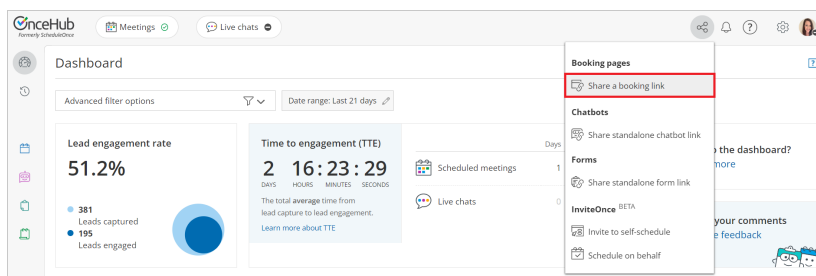 OnceHub
Formerly ScheduleOnce
Meetings
Live chats
Dashboard
Booking pages
Share a booking link
Chatbots
Share standalone chatbot link
Forms
Share standalone form link
InviteOnce BETA
Invite to self-schedule
Schedule on behalf
Advanced filter options
Date range: Last 21 days
Lead engagement rate
51.2%
381
Leads captured
195
Leads engaged
Time to engagement (TTE)
2 16:23:29
DAYS HOURS MINUTES SECONDS
The total average time from
lead capture to lead engagement.
Learn more about TTE
Days
Scheduled meetings 1
Live chats 0
the dashboard?
more
your comments
feedback